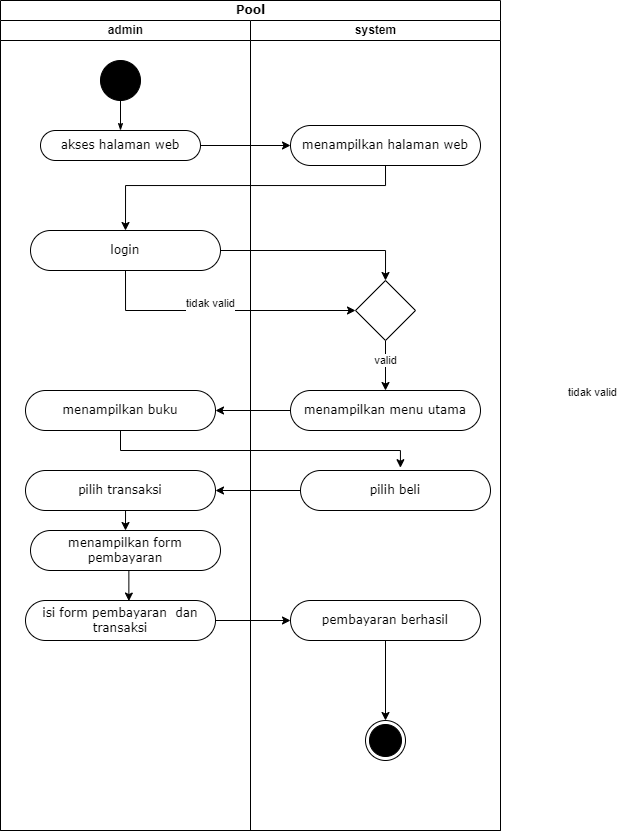 Pool
admin
system
akses halaman web
menampilkan halaman web
login
tidak valid
valid
tidak valid
menampilkan buku
menampilkan menu utama
pilih transaksi
pilih beli
menampilkan form
pembayaran
isi form pembayaran dan
transaksi
pembayaran berhasil